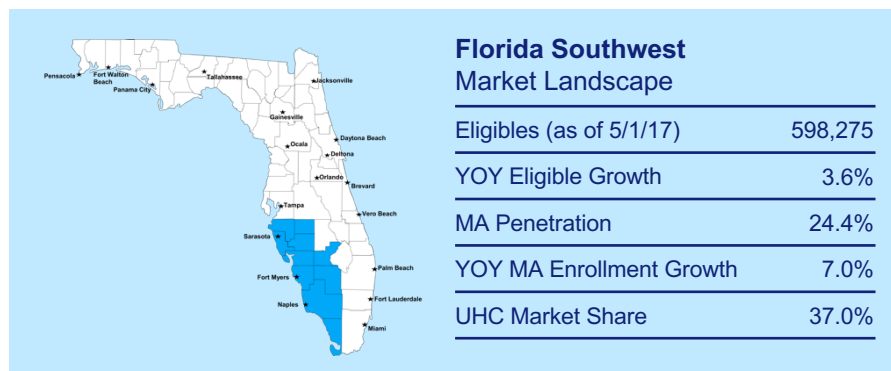 Pensacola
Fort Walton
Beach
Panama City
Tallahassee
Jacksonville
Gainesville
Daytona Beach
Ocala
Deltona
Orlando
Brevard
Tampa
Vero Beach
Sarasota
Palm Beach
Fort Myers
Fort Lauderdale
Naples
Miami
Florida Southwest
Market Landscape
Eligibles (as of 5/1/17) 598,275
YOY Eligible Growth 3.6%
MA Penetration 24.4%
YOY MA Enrollment Growth 7.0%
UHC Market Share 37.0%